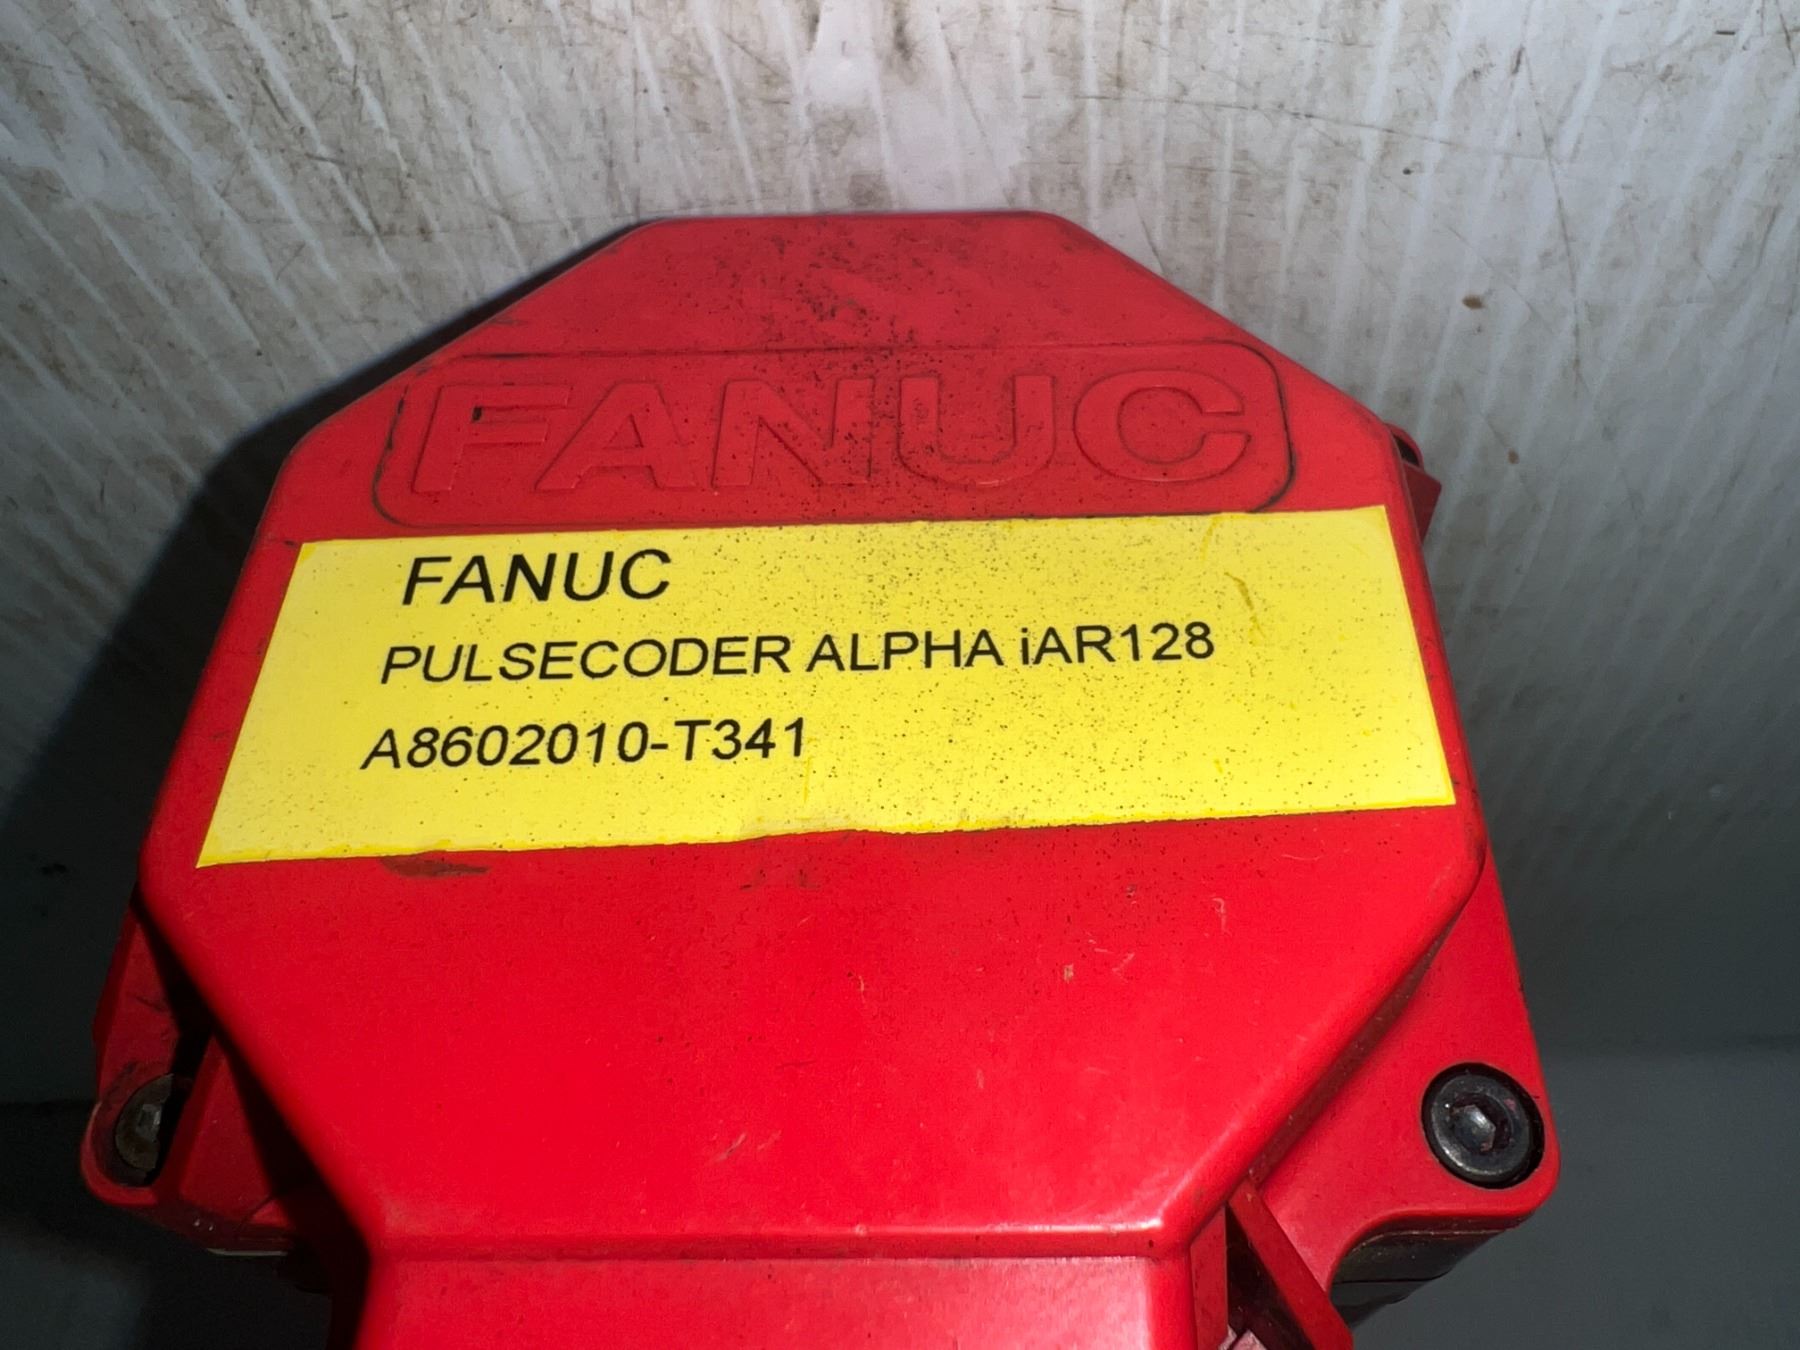 FANUC
FANUC
PULSECODER ALPHA iAR128
A8602010-T341